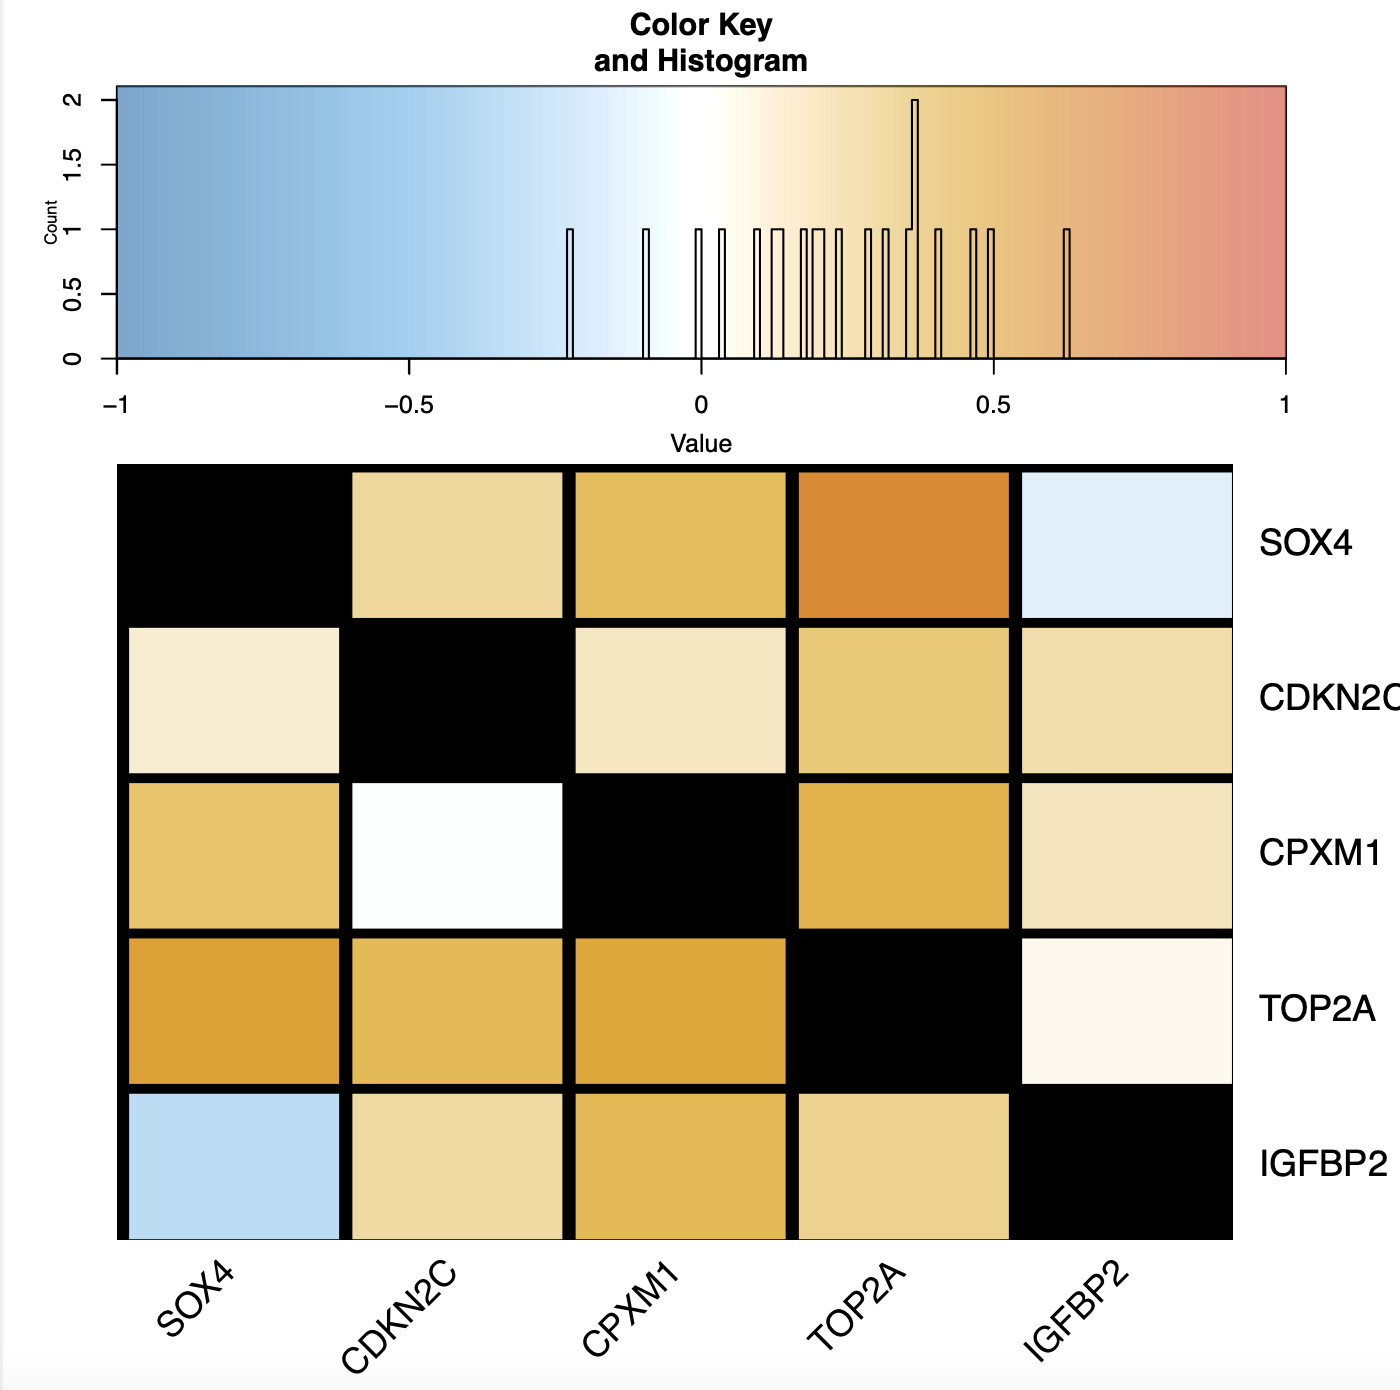 Color Key
and Histogram
Count
2
1.5
1
0.5
0
−1
−0.5
0
0.5
1
Value
SOX4
CDKN2C
CPXM1
TOP2A
IGFBP2
SOX4
CDKN2C
CPXM1
TOP2A
IGFBP2